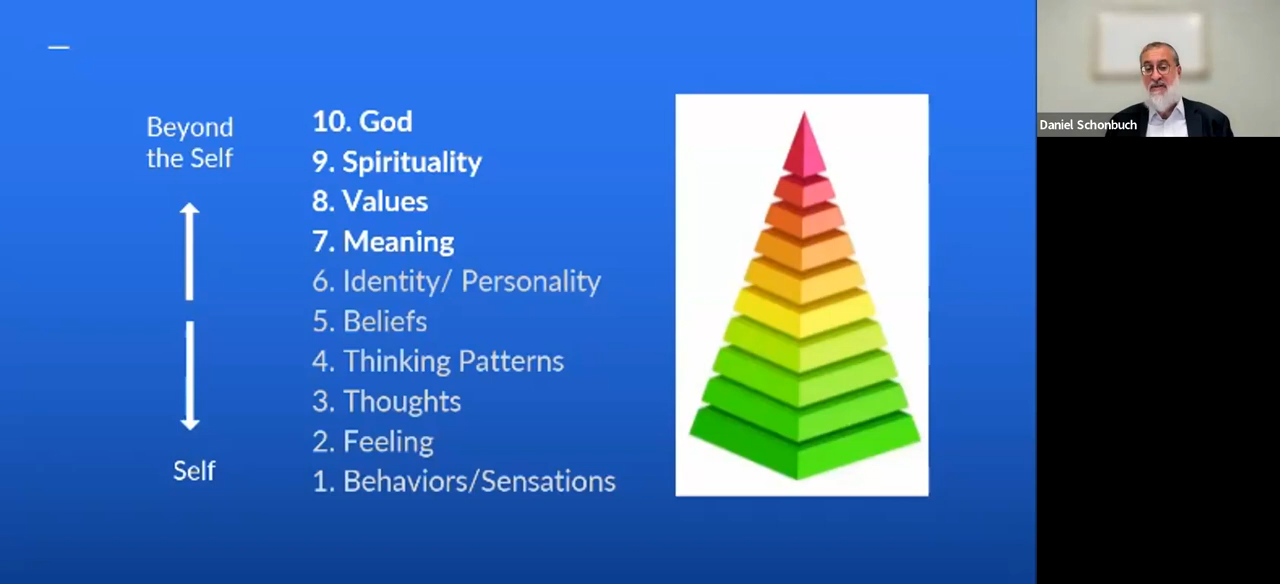 Beyond
the Self
Self
10. God
9. Spirituality
8. Values
7. Meaning
6. Identity/ Personality
5. Beliefs
4. Thinking Patterns
3. Thoughts
2. Feeling
1. Behaviors/Sensations
Daniel Schonbuch